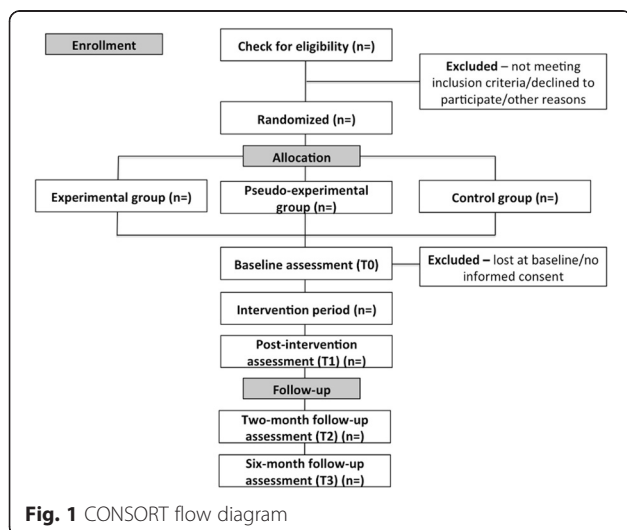 Enrollment
Check for eligibility (n=)
Excluded – not meeting
inclusion criteria/declined to
participate/other reasons
Randomized (n=)
Allocation
Experimental group (n=)
Pseudo-experimental
group (n=)
Control group (n=)
Baseline assessment (T0)
Excluded – lost at baseline/no
informed consent
Intervention period (n=)
Post-intervention
assessment (T1) (n=)
Follow-up
Two-month follow-up
assessment (T2) (n=)
Six-month follow-up
assessment (T3) (n=)
Fig. 1 CONSORT flow diagram